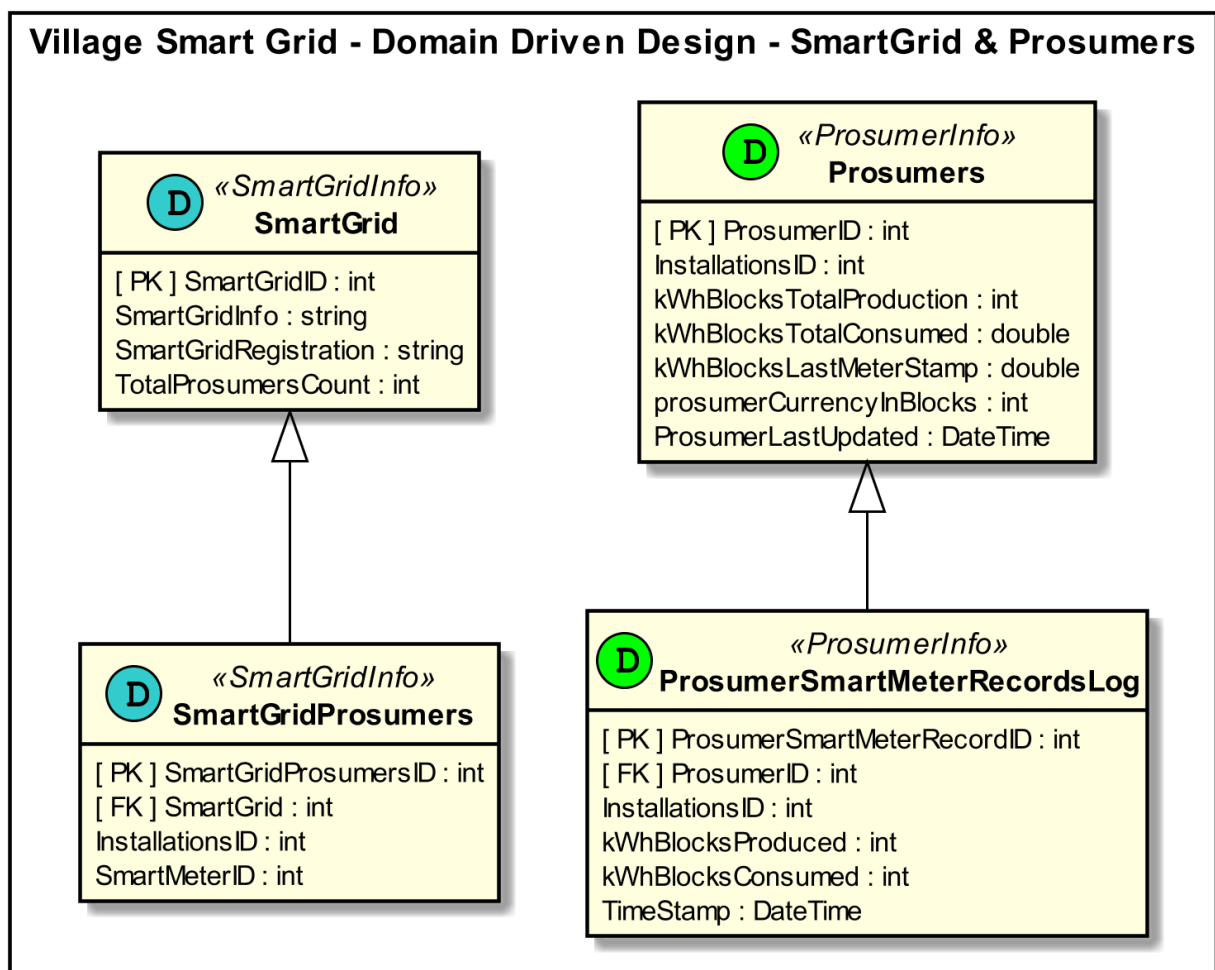 Village Smart Grid - Domain Driven Design - SmartGrid & Prosumers
D
«SmartGridInfo»
SmartGrid
[ PK ] SmartGridID : int
SmartGridInfo : string
SmartGridRegistration : string
TotalProsumersCount : int
D
«ProsumerInfo»
Prosumers
[ PK ] ProsumerID : int
InstallationsID : int
kWhBlocksTotalProduction : int
kWhBlocksTotalConsumed : double
kWhBlocksLastMeterStamp : double
prosumerCurrencyInBlocks : int
ProsumerLastUpdated : DateTime
D
«SmartGridInfo»
SmartGridProsumers
[ PK ] SmartGridProsumersID : int
[ FK ] SmartGrid : int
InstallationsID : int
SmartMeterID : int
D
«ProsumerInfo»
ProsumerSmartMeterRecordsLog
[ PK ] ProsumerSmartMeterRecordID : int
[ FK ] ProsumerID : int
InstallationsID : int
kWhBlocksProduced : int
kWhBlocksConsumed : int
TimeStamp : DateTime